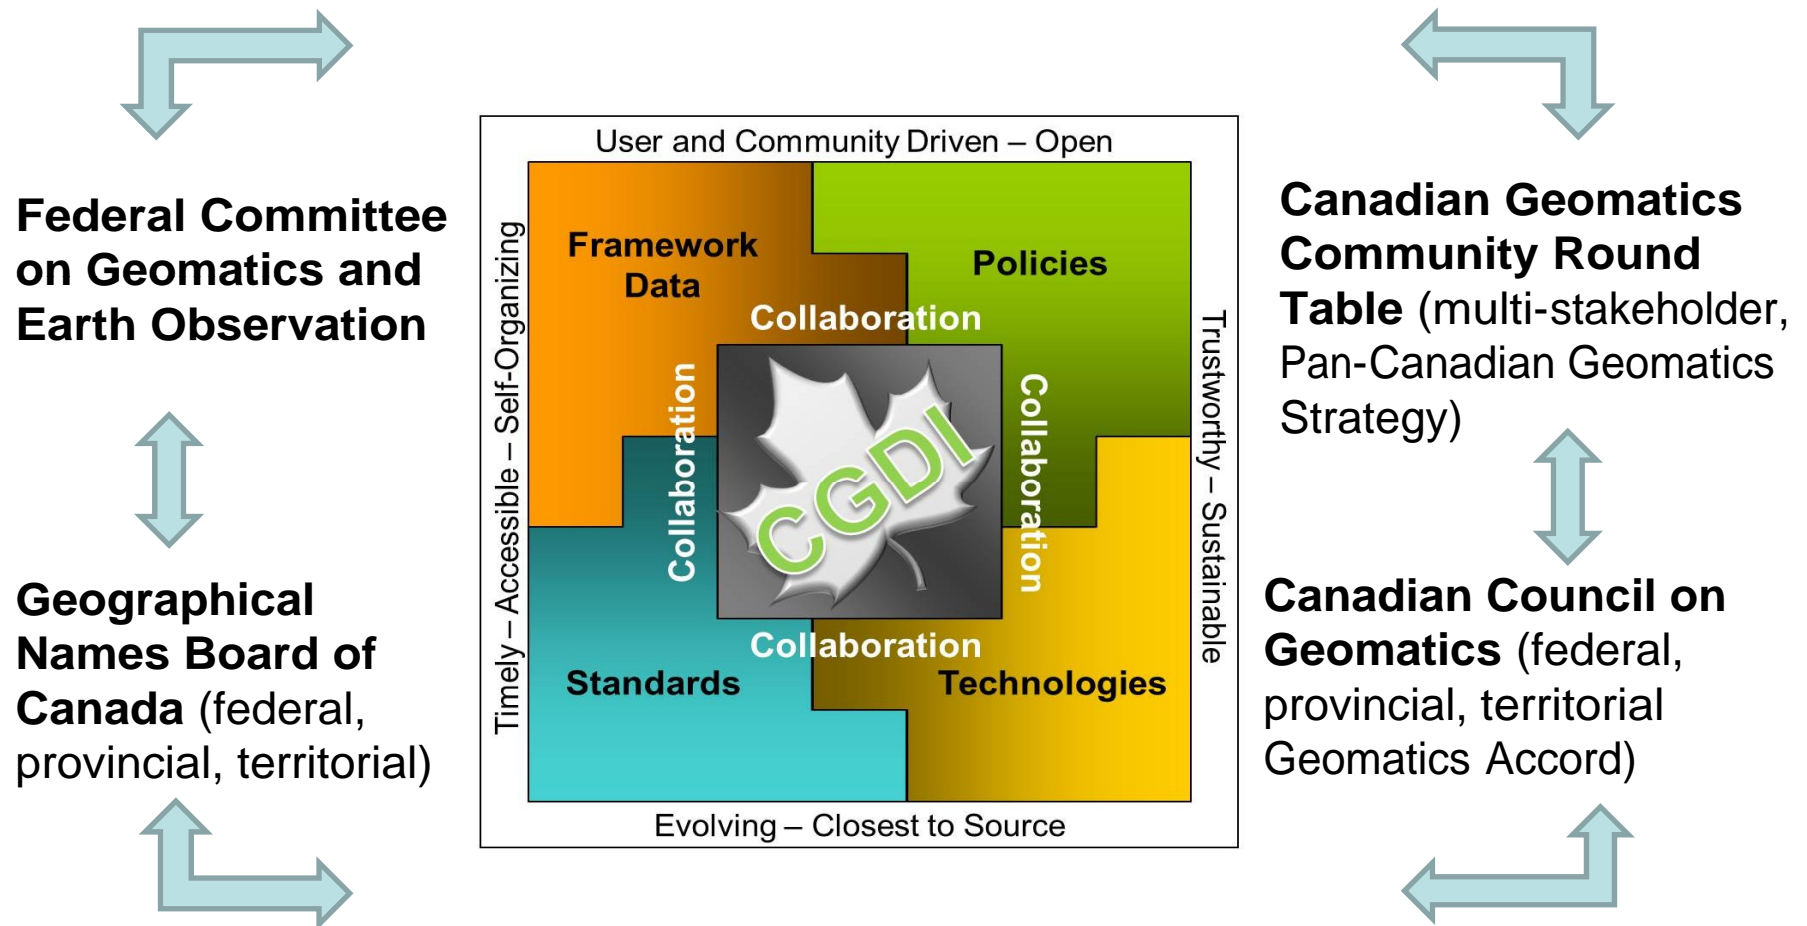 Federal Committee
on Geomatics and
Earth Observation
Geographical
Names Board of
Canada (federal,
provincial, territorial)
User and Community Driven – Open
Timely – Accessible – Self-Organizing
Framework
Data
Policies
Collaboration
Collaboration
CGDI
Collaboration
Collaboration
Standards
Technologies
Trustworthy – Sustainable
Evolving – Closest to Source
Canadian Geomatics
Community Round
Table (multi-stakeholder,
Pan-Canadian Geomatics
Strategy)
Canadian Council on
Geomatics (federal,
provincial, territorial
Geomatics Accord)